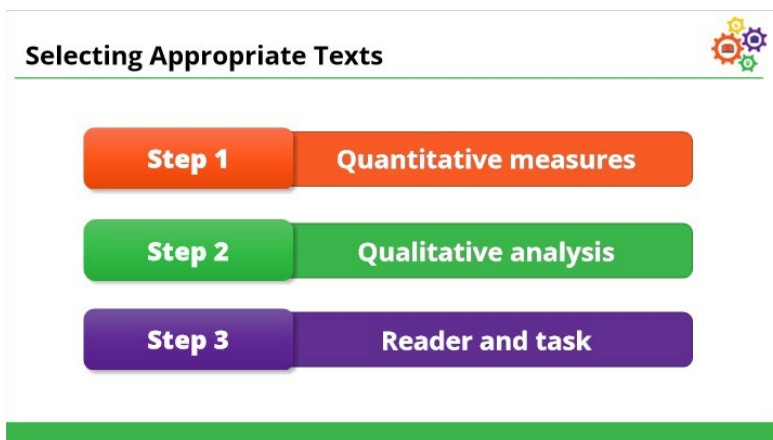 Selecting Appropriate Texts
Step 1 Quantitative measures
Step 2 Qualitative analysis
Step 3 Reader and task